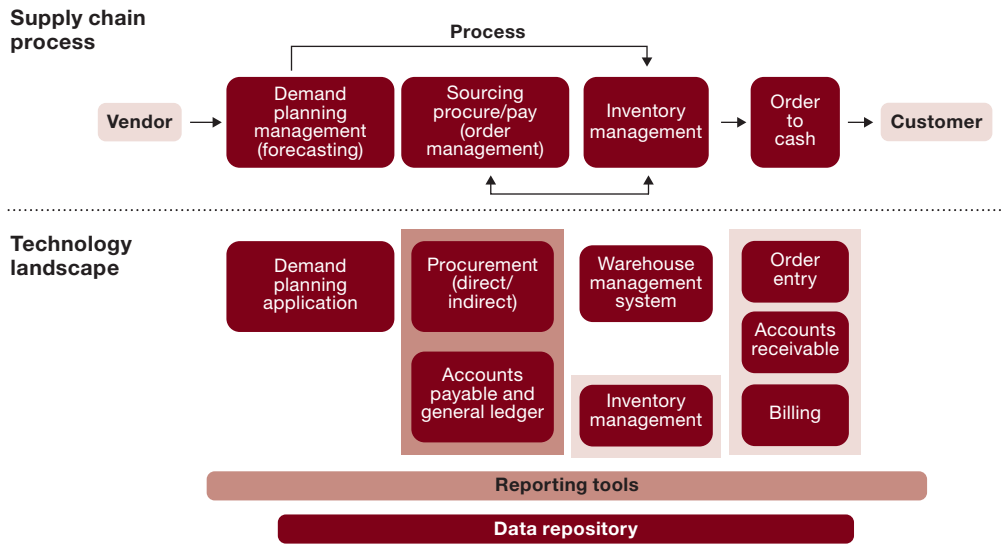 Supply chain
process
Process
Vendor
Demand
planning
management
(forecasting)
Sourcing
procure/pay
(order
management)
Inventory
management
Order
to
cash
Customer
Technology
landscape
Demand
planning
application
Procurement
(direct/
indirect)
Accounts
payable and
general ledger
Warehouse
management
system
Inventory
management
Order
entry
Accounts
receivable
Billing
Reporting tools
Data repository